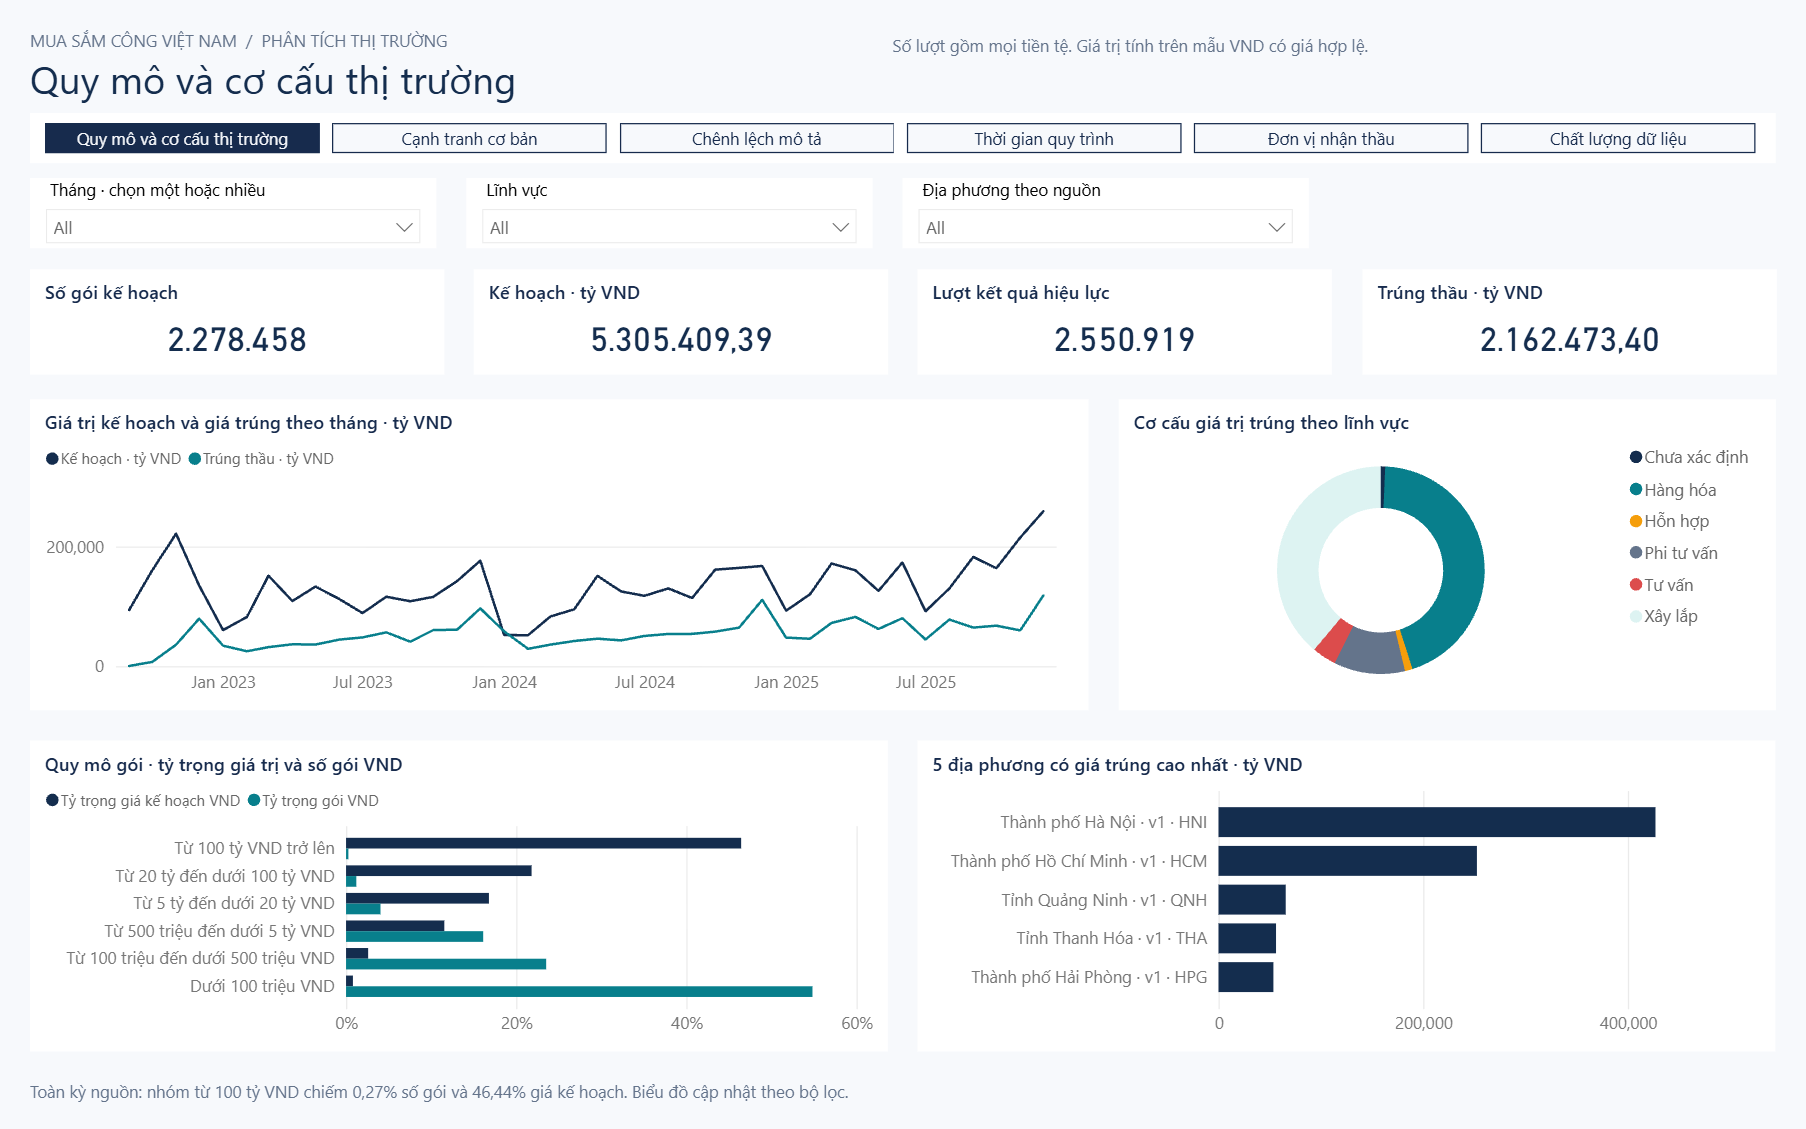 MUA SẮM CÔNG VIỆT NAM / PHÂN TÍCH THỊ TRƯỜNG
Số lượt gồm mọi tiền tệ. Giá trị tính trên mẫu VND có giá hợp lệ.
Quy mô và cơ cấu thị trường
Quy mô và cơ cấu thị trường
Cạnh tranh cơ bản
Chênh lệch mô tả
Thời gian quy trình
Đơn vị nhận thầu
Chất lượng dữ liệu
Tháng · chọn một hoặc nhiều
All
Lĩnh vực
All
Địa phương theo nguồn
All
Số gói kế hoạch
2.278.458
Kế hoạch · tỷ VND
5.305.409,39
Lượt kết quả hiệu lực
2.550.919
Trúng thầu · tỷ VND
2.162.473,40
Giá trị kế hoạch và giá trúng theo tháng · tỷ VND
Kế hoạch · tỷ VND
Trúng thầu · tỷ VND
200,000
0
Jan 2023
Jul 2023
Jan 2024
Jul 2024
Jan 2025
Jul 2025
Cơ cấu giá trị trúng theo lĩnh vực
Chưa xác định
Hàng hóa
Hỗn hợp
Phi tư vấn
Tư vấn
Xây lắp
Quy mô gói · tỷ trọng giá trị và số gói VND
Tỷ trọng giá kế hoạch VND
Tỷ trọng gói VND
Từ 100 tỷ VND trở lên
Từ 20 tỷ đến dưới 100 tỷ VND
Từ 5 tỷ đến dưới 20 tỷ VND
Từ 500 triệu đến dưới 5 tỷ VND
Từ 100 triệu đến dưới 500 triệu VND
Dưới 100 triệu VND
0%
20%
40%
60%
5 địa phương có giá trúng cao nhất · tỷ VND
Thành phố Hà Nội · v1 · HNI
Thành phố Hồ Chí Minh · v1 · HCM
Tỉnh Quảng Ninh · v1 · QNH
Tỉnh Thanh Hóa · v1 · THA
Thành phố Hải Phòng · v1 · HPG
0
200,000
400,000
Toàn kỳ nguồn: nhóm từ 100 tỷ VND chiếm 0,27% số gói và 46,44% giá kế hoạch. Biểu đồ cập nhật theo bộ lọc.